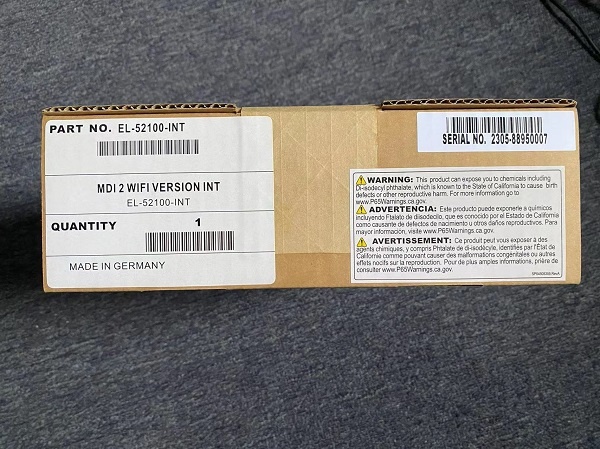 PART NO. EL-52100-INT
MDI 2 WIFI VERSION INT
EL-52100-INT
QUANTITY 1
MADE IN GERMANY
SERIAL NO. 2305-88950007
WARNING: This product can expose you to chemicals including
Di-isodecyl phthalate, which is known to the State of California to cause birth
defects or other reproductive harm. For more information go to
www.P65Warnings.ca.gov.
ADVERTENCIA: Este producto puede exponerle a químicos
incluyendo Ftalato de diisodecilo, que es conocido por el Estado de California
como causante de defectos de nacimiento u otros daños reproductivos. Para
mayor información, visite www.P65Warnings.ca.gov.
AVERTISSEMENT: Ce produit peut vous exposer à des
agents chimiques, y compris Phtalate de di-isodécyle, identifiés par l'État de
Californie comme pouvant causer des malformations congénitales ou autres
effets nocifs sur la reproduction. Pour de plus amples informations, prière de
consulter www.P65Warnings.ca.gov.